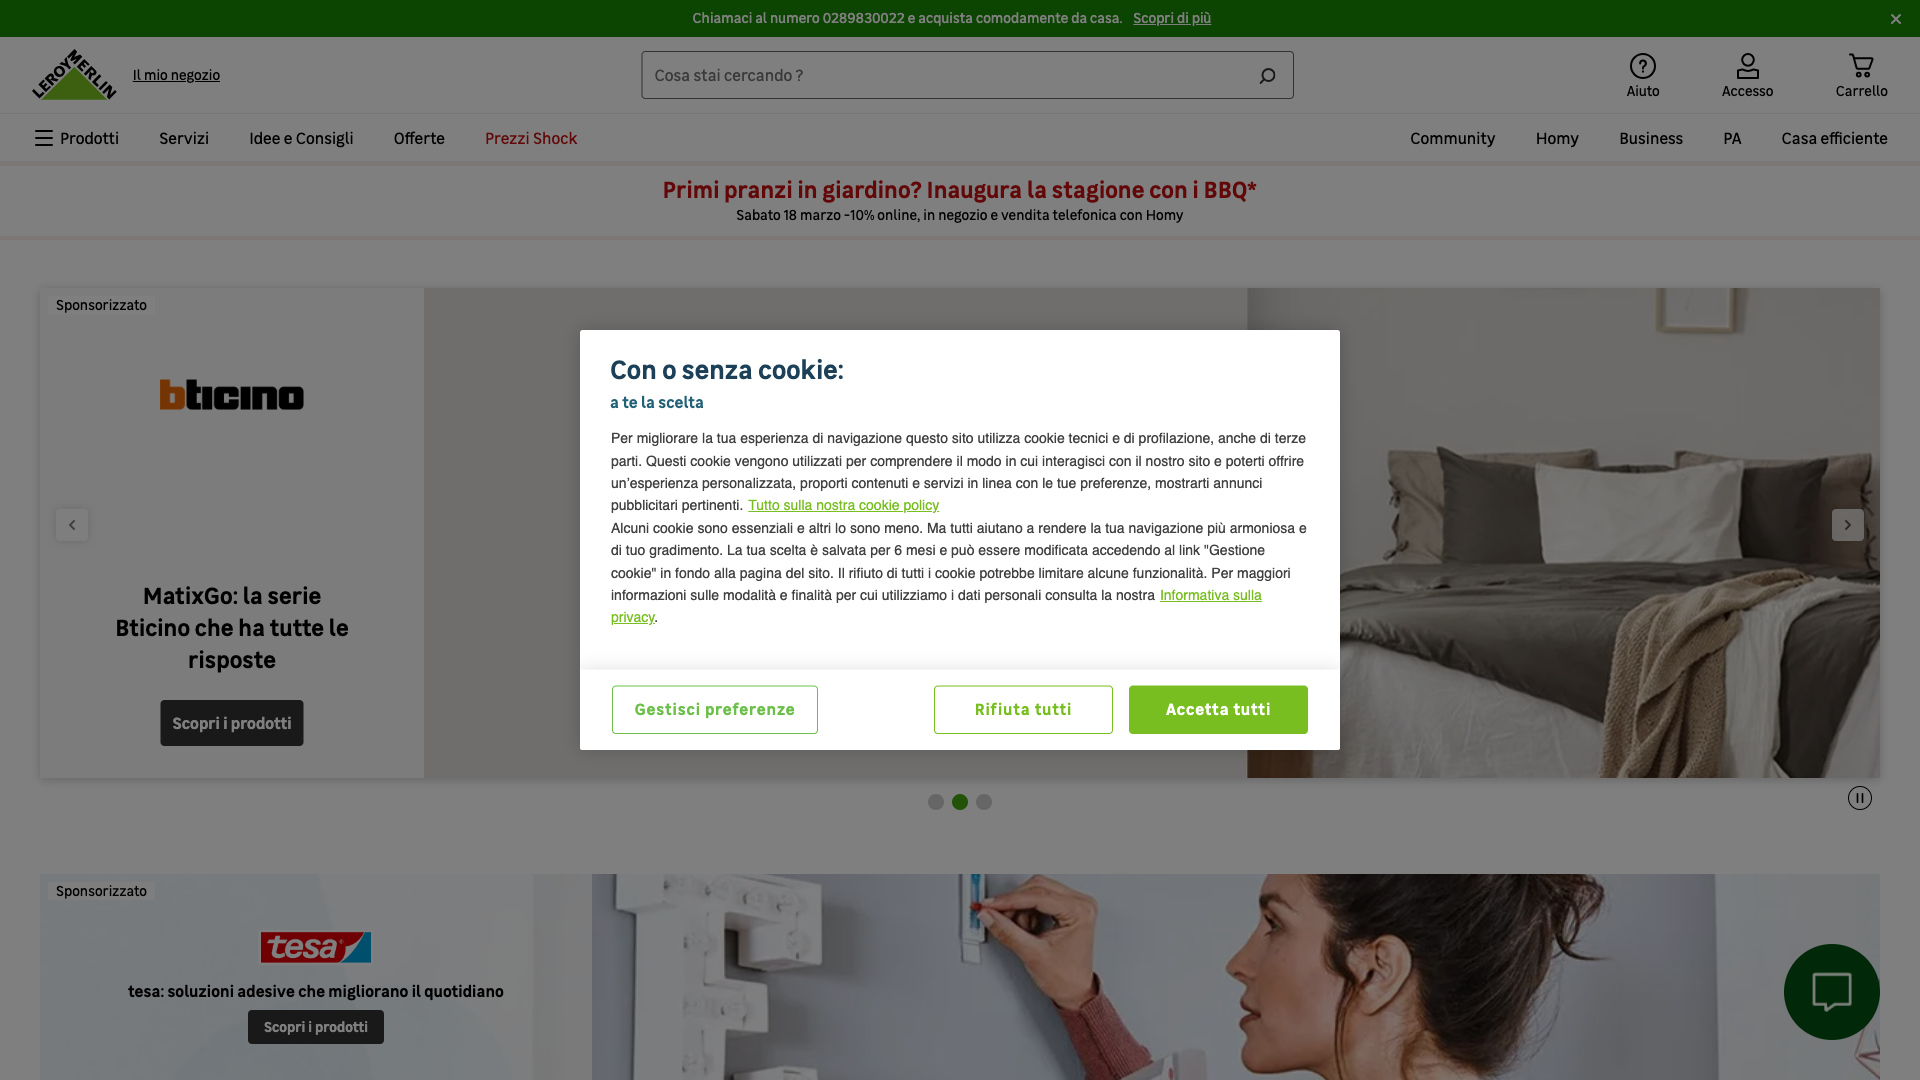 Chiamaci al numero 0289830022 e acquista comodamente da casa. Scopri di più
LEROY MERLIN
Il mio negozio
Cosa stai cercando ?
Aiuto
Accesso
Carrello
Prodotti
Servizi
Idee e Consigli
Offerte
Prezzi Shock
Community
Homy
Business
PA
Casa efficiente
Primi pranzi in giardino? Inaugura la stagione con i BBQ*
Sabato 18 marzo -10% online, in negozio e vendita telefonica con Homy
Sponsorizzato
bticino
MatixGo: la serie
Bticino che ha tutte le
risposte
Scopri i prodotti
Con o senza cookie:
a te la scelta
Per migliorare la tua esperienza di navigazione questo sito utilizza cookie tecnici e di profilazione, anche di terze
parti. Questi cookie vengono utilizzati per comprendere il modo in cui interagisci con il nostro sito e poterti offrire
un'esperienza personalizzata, proporti contenuti e servizi in linea con le tue preferenze, mostrarti annunci
pubblicitari pertinenti. Tutto sulla nostra cookie policy
Alcuni cookie sono essenziali e altri lo sono meno. Ma tutti aiutano a rendere la tua navigazione più armoniosa e
di tuo gradimento. La tua scelta è salvata per 6 mesi e può essere modificata accedendo al link "Gestione
cookie" in fondo alla pagina del sito. Il rifiuto di tutti i cookie potrebbe limitare alcune funzionalità. Per maggiori
informazioni sulle modalità e finalità per cui utilizziamo i dati personali consulta la nostra Informativa sulla
privacy.
Gestisci preferenze
Rifiuta tutti
Accetta tutti
Sponsorizzato
tesa
tesa: soluzioni adesive che migliorano il quotidiano
Scopri i prodotti